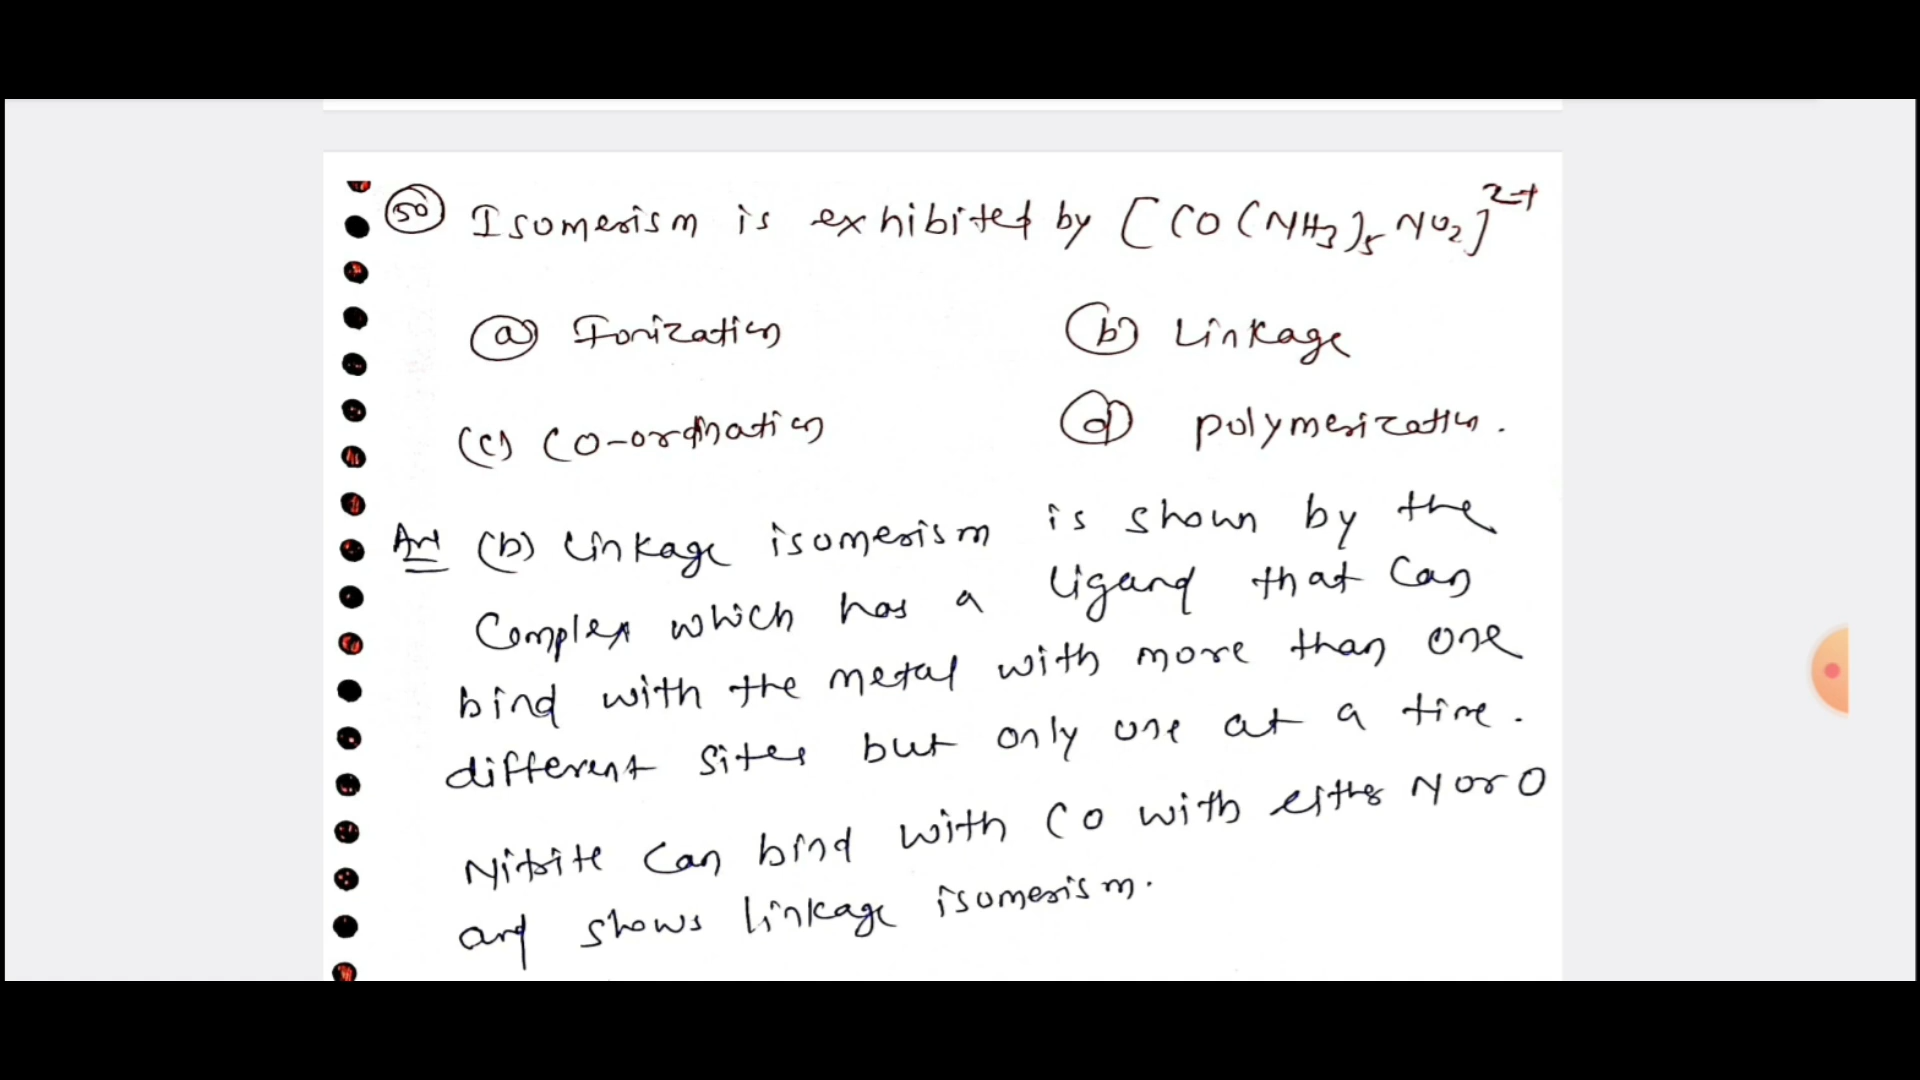 50 Isomerism is exhibited by [CO(NH3)5 NO2]2+
(a) Ionization (b) Linkage
(c) Co-ordination (d) polymerization.
Ans (b) Linkage isomerism is shown by the
Complex which has a ligand that can
bind with the metal with more than one
different sites but only one at a time.
Nitrite can bind with CO with either N or O
and shows linkage isomerism.